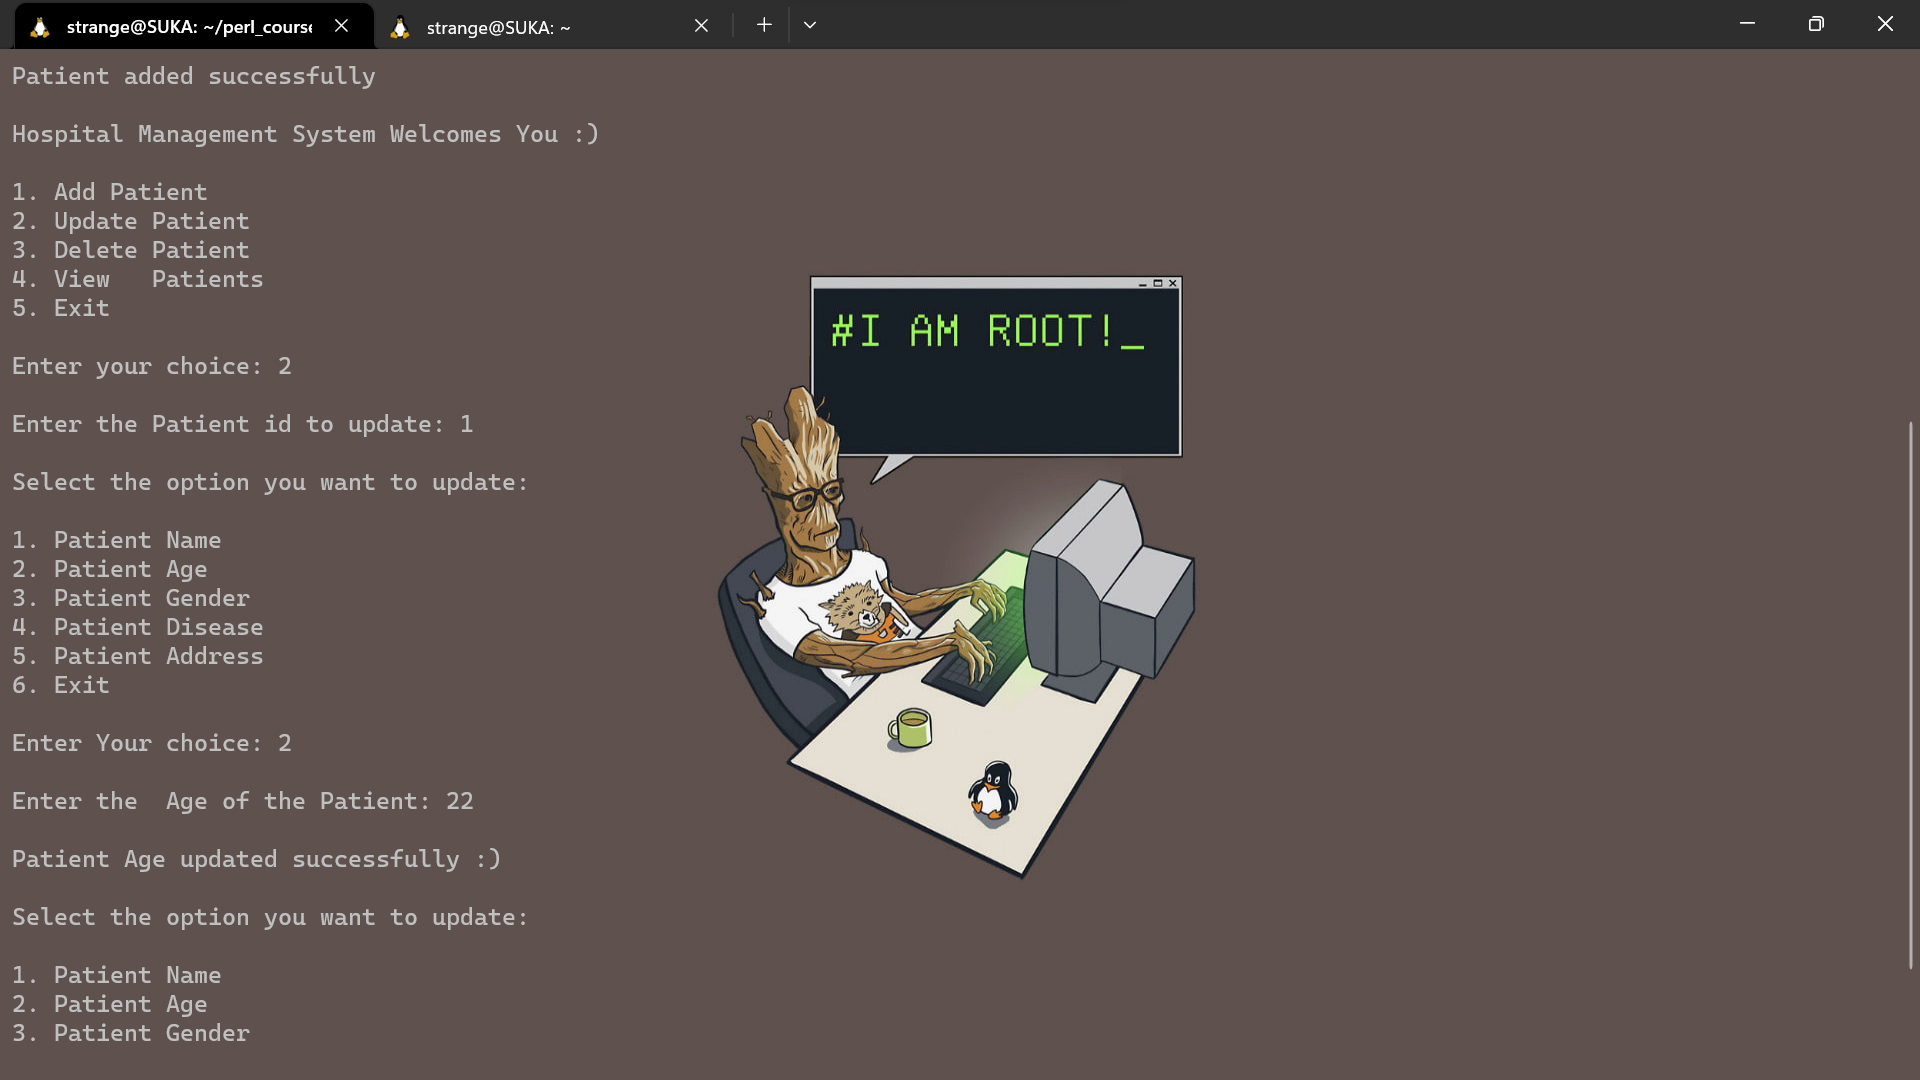 strange@SUKA: ~/perl_course
strange@SUKA: ~
Patient added successfully
Hospital Management System Welcomes You :)
1. Add Patient
2. Update Patient
3. Delete Patient
4. View   Patients
5. Exit
Enter your choice: 2
Enter the Patient id to update: 1
Select the option you want to update:
1. Patient Name
2. Patient Age
3. Patient Gender
4. Patient Disease
5. Patient Address
6. Exit
Enter Your choice: 2
Enter the  Age of the Patient: 22
Patient Age updated successfully :)
Select the option you want to update:
1. Patient Name
2. Patient Age
3. Patient Gender
#I AM ROOT!_